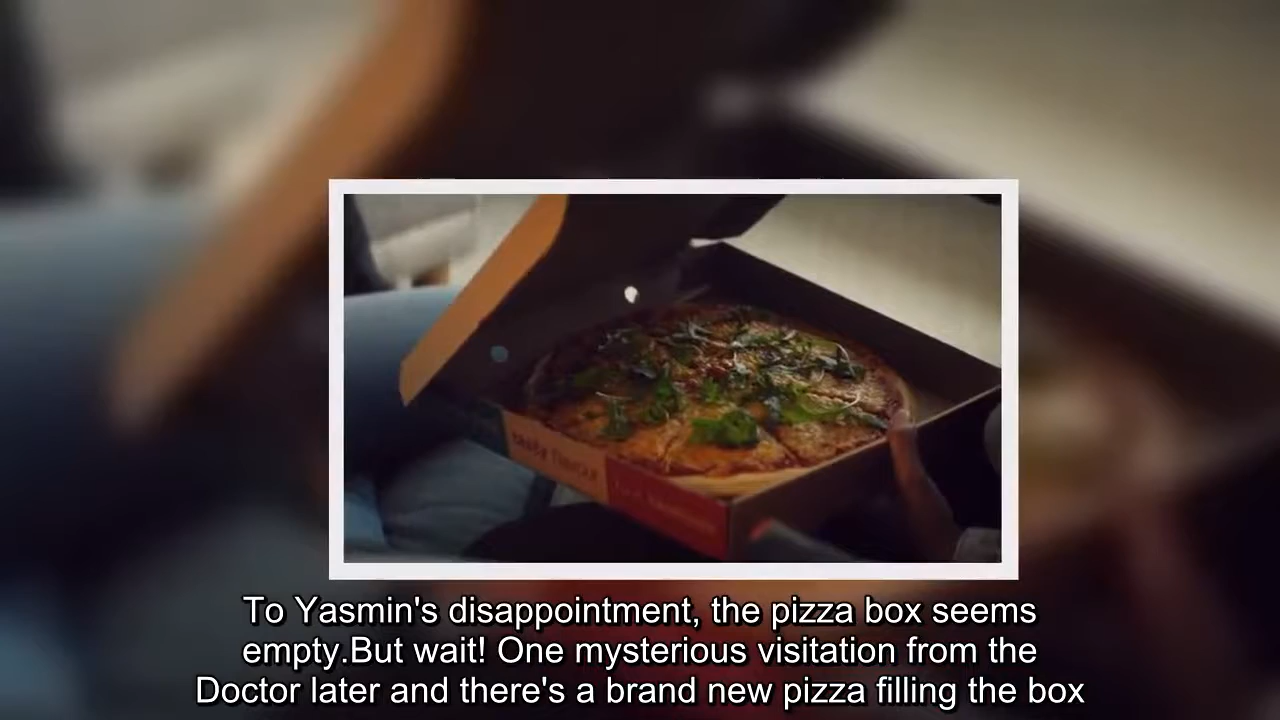 To Yasmin's disappointment, the pizza box seems
empty.But wait! One mysterious visitation from the
Doctor later and there's a brand new pizza filling the box